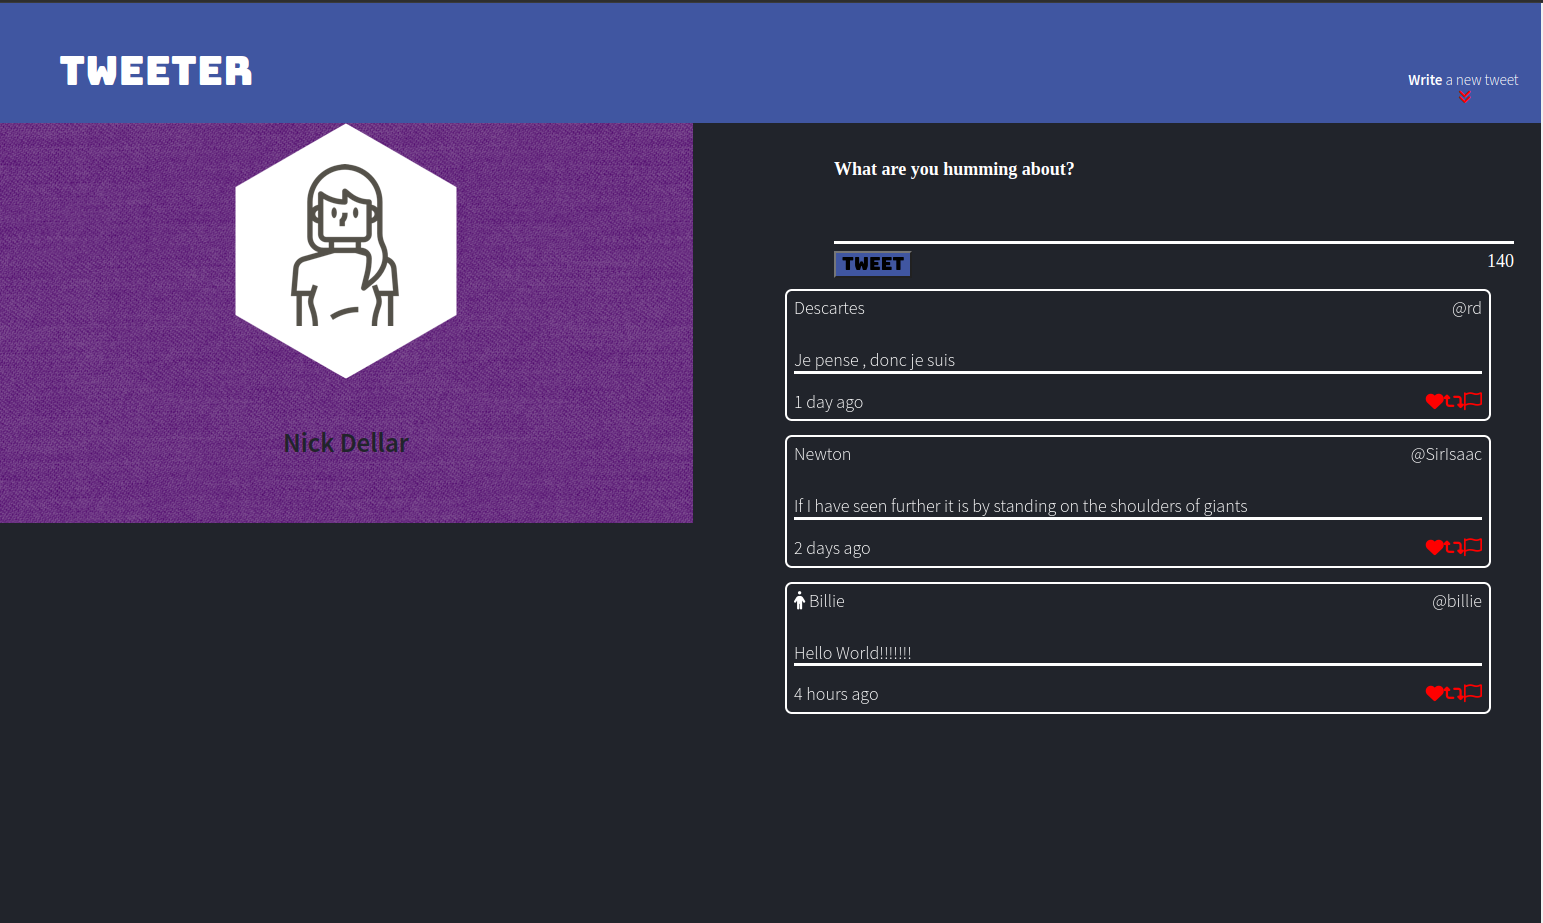 TWEETER
Write a new tweet
Nick Dellar
What are you humming about?
TWEET
140
Descartes
@rd
Je pense , donc je suis
1 day ago
Newton
@SirIsaac
If I have seen further it is by standing on the shoulders of giants
2 days ago
Billie
@billie
Hello World!!!!!!!
4 hours ago